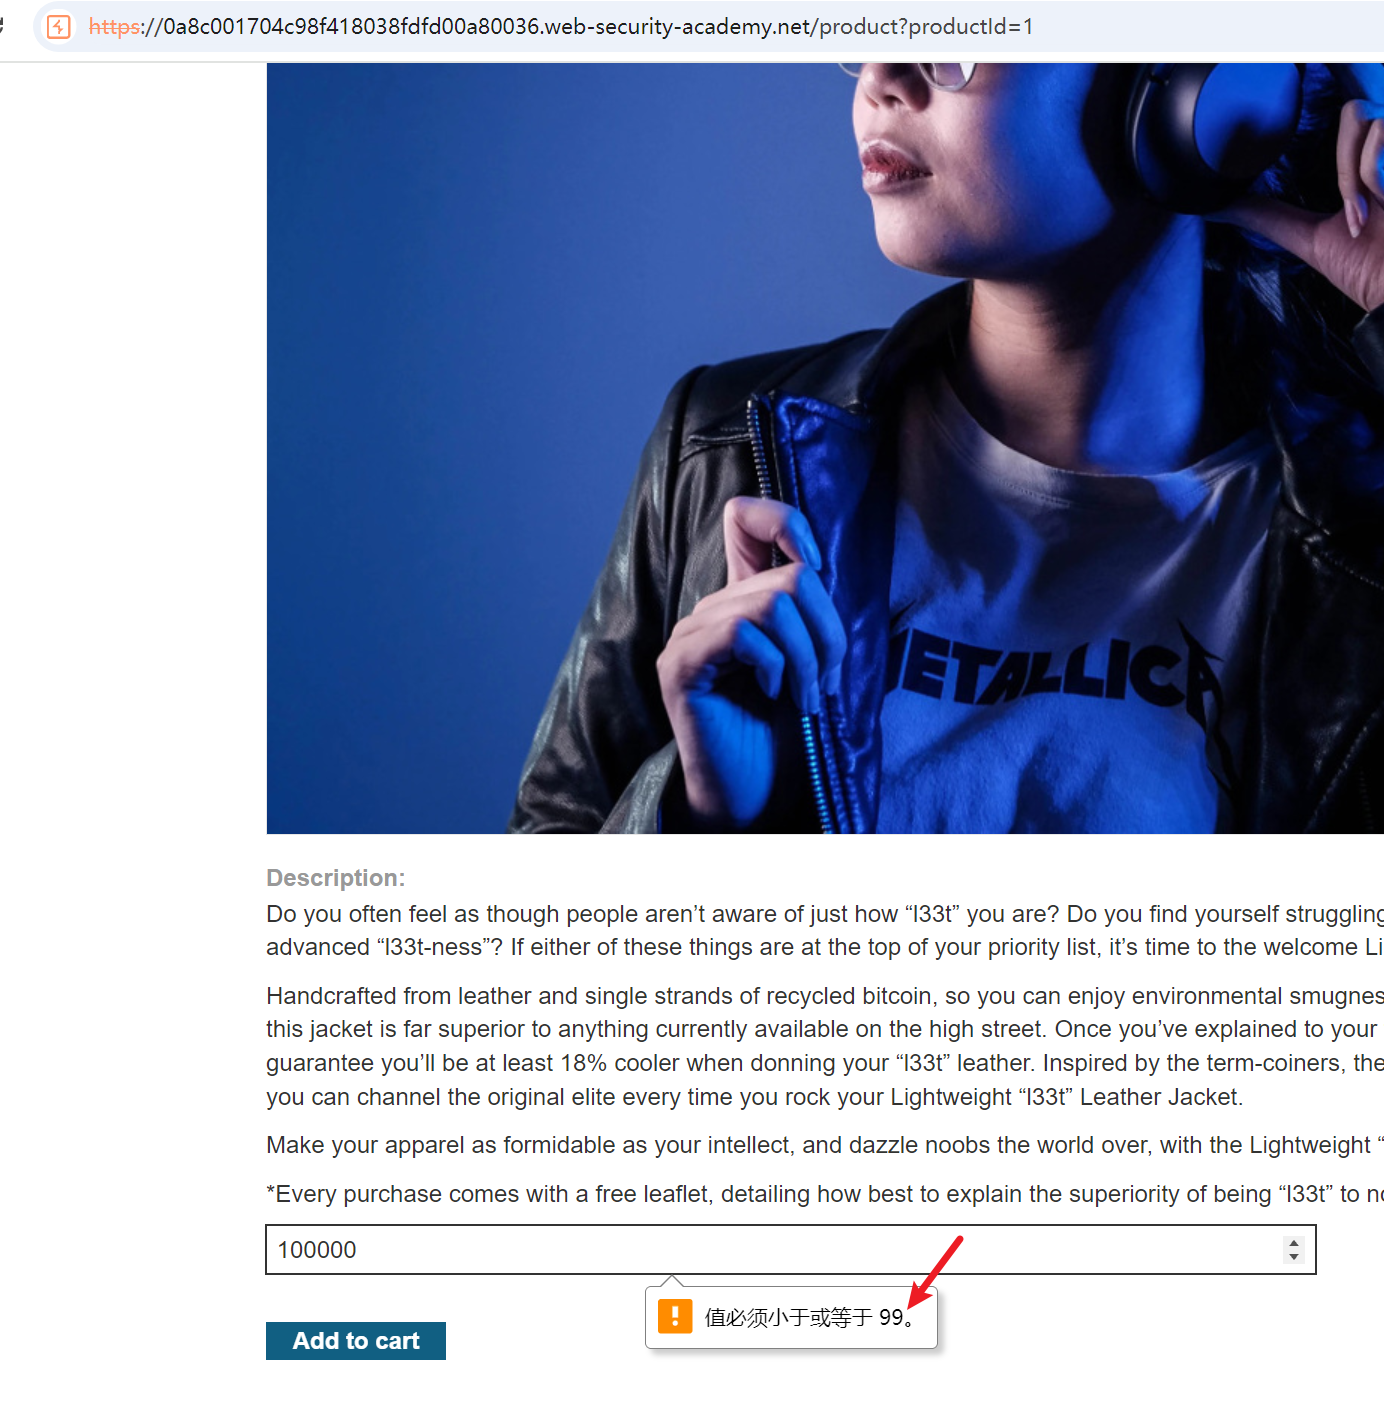 https://0a8c001704c98f418038fdfd00a80036.web-security-academy.net/product?productId=1
METALLICA
Description:
Do you often feel as though people aren’t aware of just how “l33t” you are? Do you find yourself struggling
advanced “l33t-ness”? If either of these things are at the top of your priority list, it’s time to the welcome Li
Handcrafted from leather and single strands of recycled bitcoin, so you can enjoy environmental smugnes
this jacket is far superior to anything currently available on the high street. Once you’ve explained to your
guarantee you’ll be at least 18% cooler when donning your “l33t” leather. Inspired by the term-coiners, the
you can channel the original elite every time you rock your Lightweight “l33t” Leather Jacket.
Make your apparel as formidable as your intellect, and dazzle noobs the world over, with the Lightweight “
*Every purchase comes with a free leaflet, detailing how best to explain the superiority of being “l33t” to no
100000
值必须小于或等于 99。
Add to cart